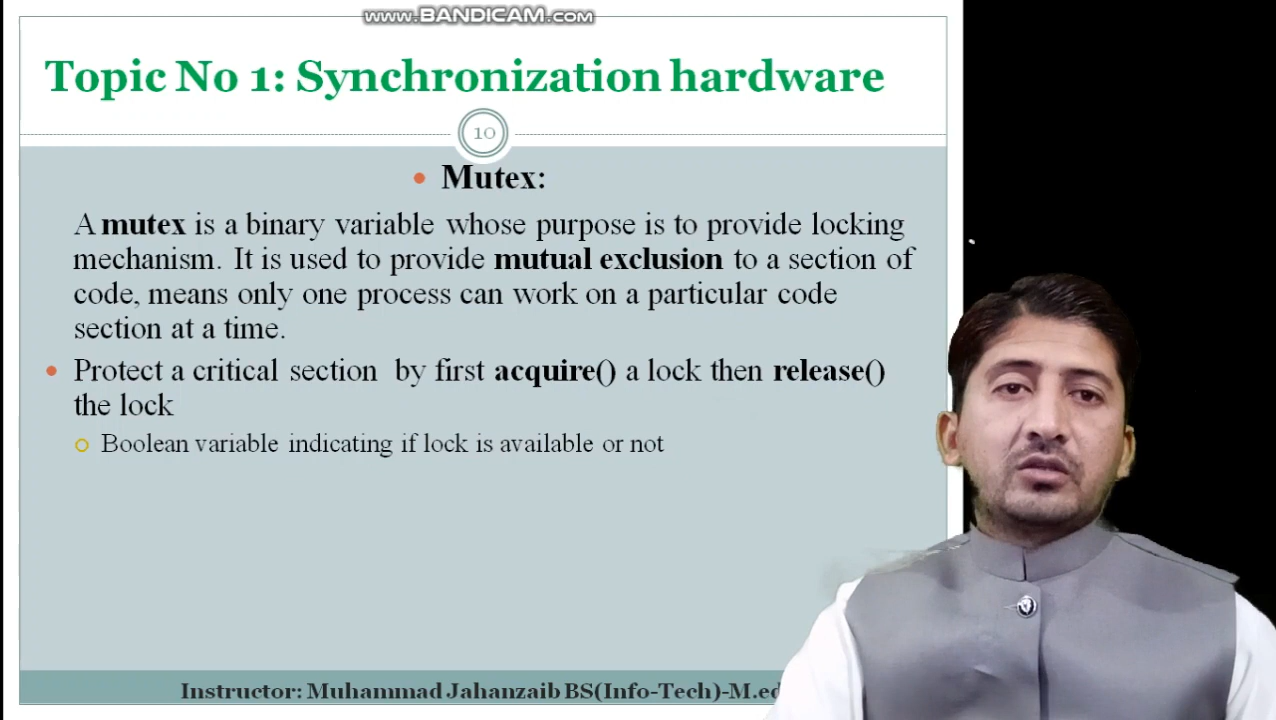 www.BANDICAM.com
Topic No 1: Synchronization hardware
10
• Mutex:
A mutex is a binary variable whose purpose is to provide locking
mechanism. It is used to provide mutual exclusion to a section of
code, means only one process can work on a particular code
section at a time.
• Protect a critical section by first acquire() a lock then release()
the lock
Boolean variable indicating if lock is available or not
Instructor: Muhammad Jahanzaib BS(Info-Tech)-M.ed